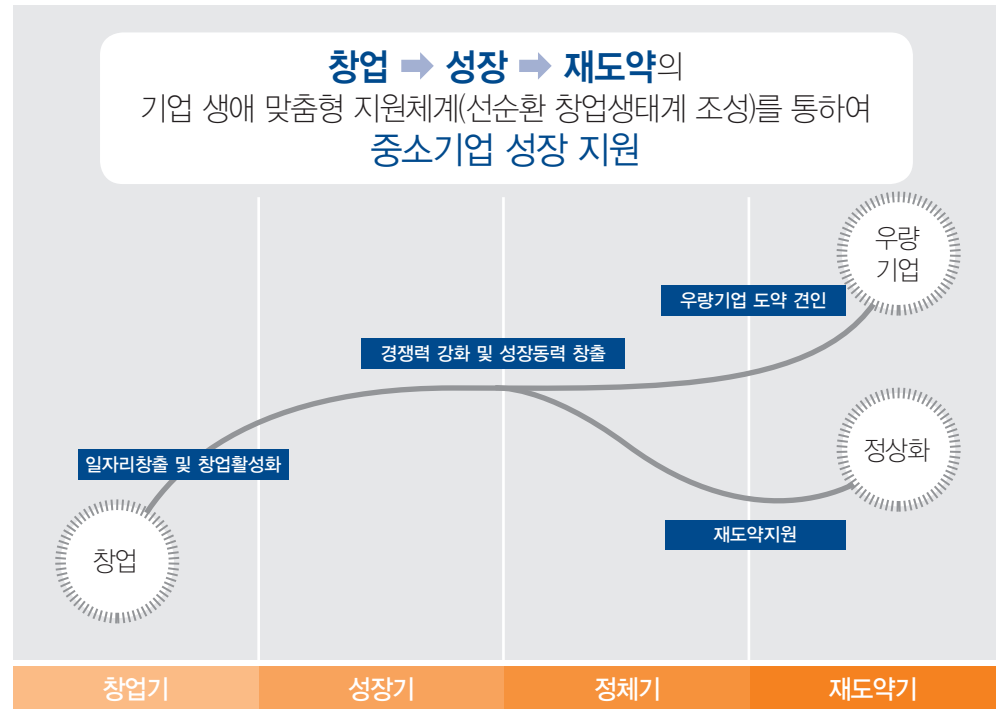 창업 ➡ 성장 ➡ 재도약의
기업 생애 맞춤형 지원체계(선순환 창업생태계 조성)를 통하여
중소기업 성장 지원
우량
기업
우량기업 도약 견인
경쟁력 강화 및 성장동력 창출
정상화
일자리창출 및 창업활성화
재도약지원
창업
창업기
성장기
정체기
재도약기